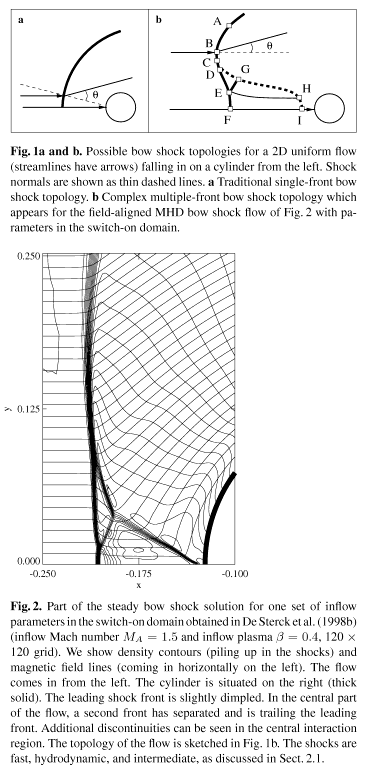 a
θ
b
A
B
θ
C
D
G
E
H
F
I
Fig. 1a and b. Possible bow shock topologies for a 2D uniform flow
(streamlines have arrows) falling in on a cylinder from the left. Shock
normals are shown as thin dashed lines. a Traditional single-front bow
shock topology. b Complex multiple-front bow shock topology which
appears for the field-aligned MHD bow shock flow of Fig. 2 with pa-
rameters in the switch-on domain.
0.250
y
0.125
0.000
-0.250
-0.175
-0.100
x
Fig. 2. Part of the steady bow shock solution for one set of inflow
parameters in the switch-on domain obtained in De Sterck et al. (1998b)
(inflow Mach number M_A = 1.5 and inflow plasma β = 0.4, 120 ×
120 grid). We show density contours (piling up in the shocks) and
magnetic field lines (coming in horizontally on the left). The flow
comes in from the left. The cylinder is situated on the right (thick
solid). The leading shock front is slightly dimpled. In the central part
of the flow, a second front has separated and is trailing the leading
front. Additional discontinuities can be seen in the central interaction
region. The topology of the flow is sketched in Fig. 1b. The shocks are
fast, hydrodynamic, and intermediate, as discussed in Sect. 2.1.